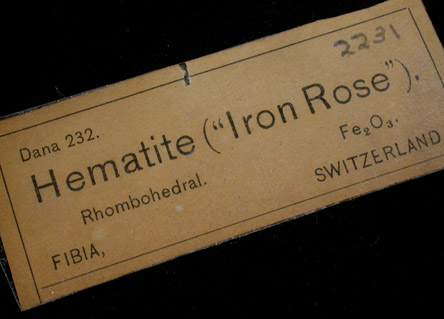 2231
Dana 232.
Hematite (“Iron Rose”).
Rhombohedral. Fe₂O₃.
FIBIA, SWITZERLAND